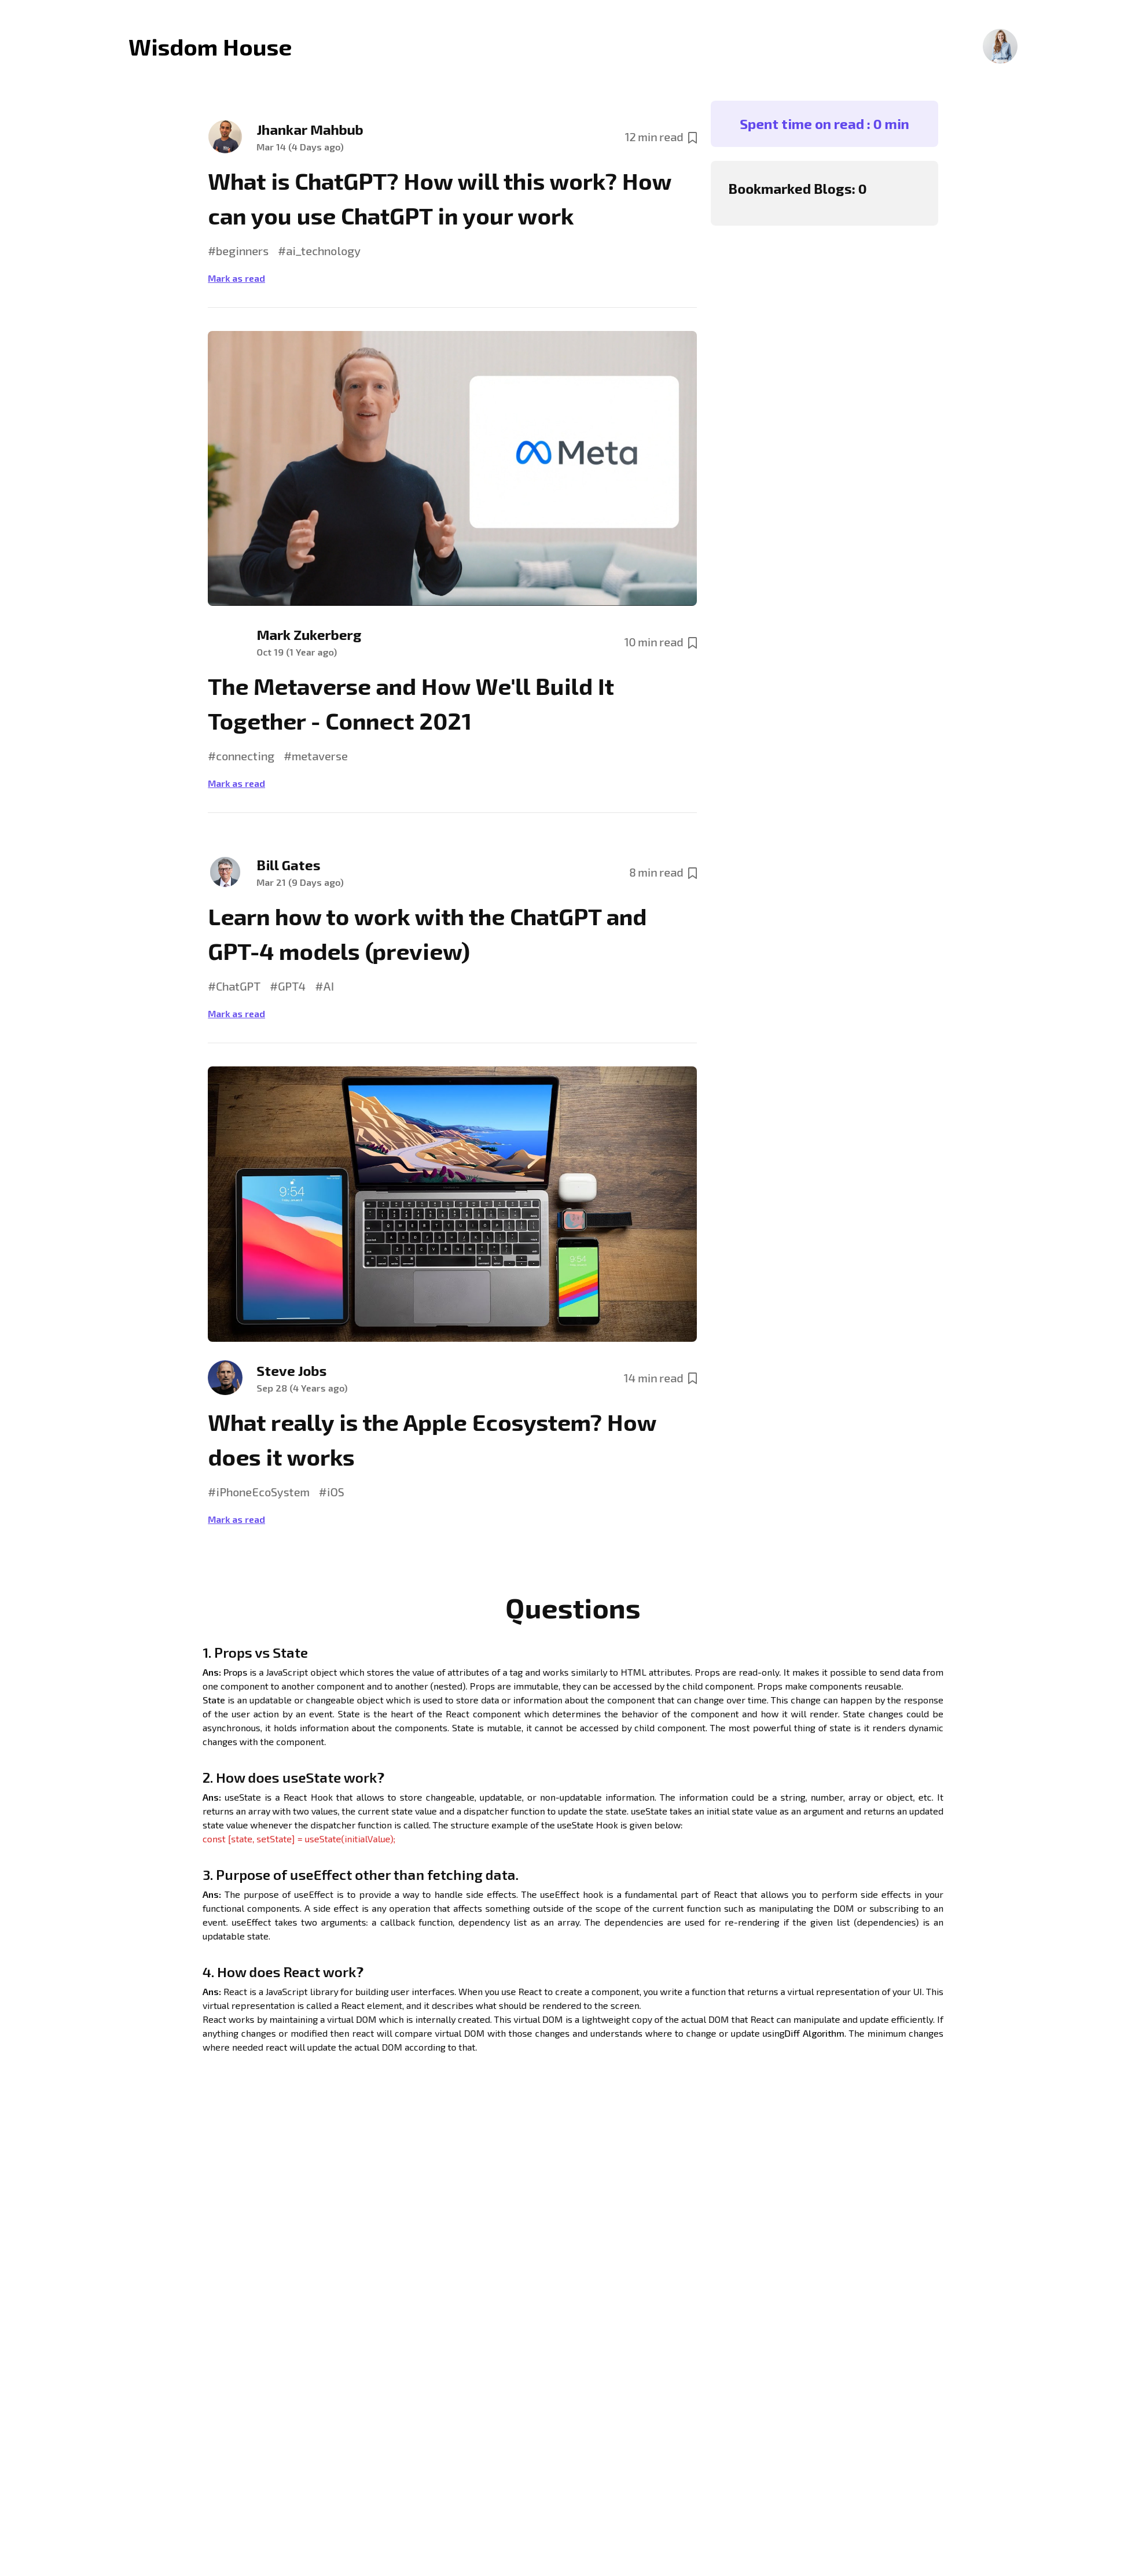 Wisdom House
Jhankar Mahbub
Mar 14 (4 Days ago)
12 min read
What is ChatGPT? How will this work? How
can you use ChatGPT in your work
#beginners #ai_technology
Mark as read
Spent time on read : 0 min
Bookmarked Blogs: 0
Meta
Mark Zukerberg
Oct 19 (1 Year ago)
10 min read
The Metaverse and How We'll Build It
Together - Connect 2021
#connecting #metaverse
Mark as read
Bill Gates
Mar 21 (9 Days ago)
8 min read
Learn how to work with the ChatGPT and
GPT-4 models (preview)
#ChatGPT #GPT4 #AI
Mark as read
9:54
9:54
Steve Jobs
Sep 28 (4 Years ago)
14 min read
What really is the Apple Ecosystem? How
does it works
#iPhoneEcoSystem #iOS
Mark as read
Questions
1. Props vs State
Ans: Props is a JavaScript object which stores the value of attributes of a tag and works similarly to HTML attributes. Props are read-only. It makes it possible to send data from
one component to another component and to another (nested). Props are immutable, they can be accessed by the child component. Props make components reusable.
State is an updatable or changeable object which is used to store data or information about the component that can change over time. This change can happen by the response
of the user action by an event. State is the heart of the React component which determines the behavior of the component and how it will render. State changes could be
asynchronous, it holds information about the components. State is mutable, it cannot be accessed by child component. The most powerful thing of state is it renders dynamic
changes with the component.
2. How does useState work?
Ans: useState is a React Hook that allows to store changeable, updatable, or non-updatable information. The information could be a string, number, array or object, etc. It
returns an array with two values, the current state value and a dispatcher function to update the state. useState takes an initial state value as an argument and returns an updated
state value whenever the dispatcher function is called. The structure example of the useState Hook is given below:
const [state, setState] = useState(initialValue);
3. Purpose of useEffect other than fetching data.
Ans: The purpose of useEffect is to provide a way to handle side effects. The useEffect hook is a fundamental part of React that allows you to perform side effects in your
functional components. A side effect is any operation that affects something outside of the scope of the current function such as manipulating the DOM or subscribing to an
event. useEffect takes two arguments: a callback function, dependency list as an array. The dependencies are used for re-rendering if the given list (dependencies) is an
updatable state.
4. How does React work?
Ans: React is a JavaScript library for building user interfaces. When you use React to create a component, you write a function that returns a virtual representation of your UI. This
virtual representation is called a React element, and it describes what should be rendered to the screen.
React works by maintaining a virtual DOM which is internally created. This virtual DOM is a lightweight copy of the actual DOM that React can manipulate and update efficiently. If
anything changes or modified then react will compare virtual DOM with those changes and understands where to change or update usingDiff Algorithm. The minimum changes
where needed react will update the actual DOM according to that.